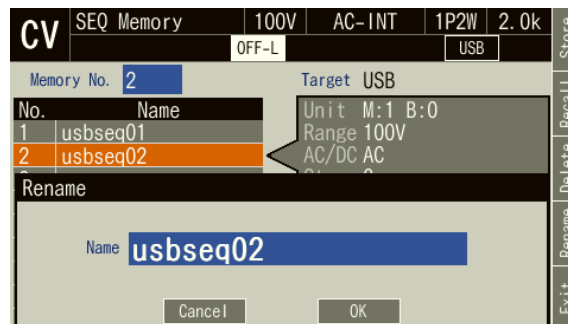 CV SEQ Memory 100V AC-INT 1P2W 2.0k
OFF-L USB
Memory No. 2 Target USB
No. Name
1 usbseq01
2 usbseq02
Unit M:1 B:0
Range 100V
AC/DC AC
Rename
Name usbseq02
Cancel OK
Store
Recall
Delete
Rename
Exit